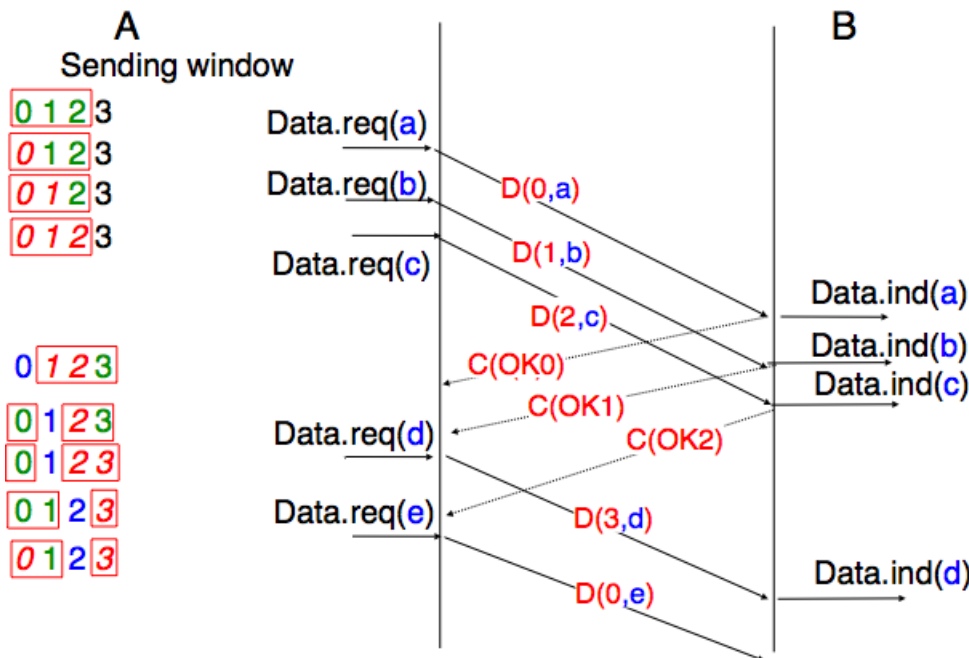 A
B
Sending window
0 1 2 3
Data.req(a)
0 1 2 3
Data.req(b)
D(0,a)
0 1 2 3
0 1 2 3
D(1,b)
Data.req(c)
Data.ind(a)
D(2,c)
Data.ind(b)
0 1 2 3
C(OK0)
Data.ind(c)
C(OK1)
0 1 2 3
Data.req(d)
C(OK2)
0 1 2 3
0 1 2 3
Data.req(e)
D(3,d)
0 1 2 3
Data.ind(d)
D(0,e)